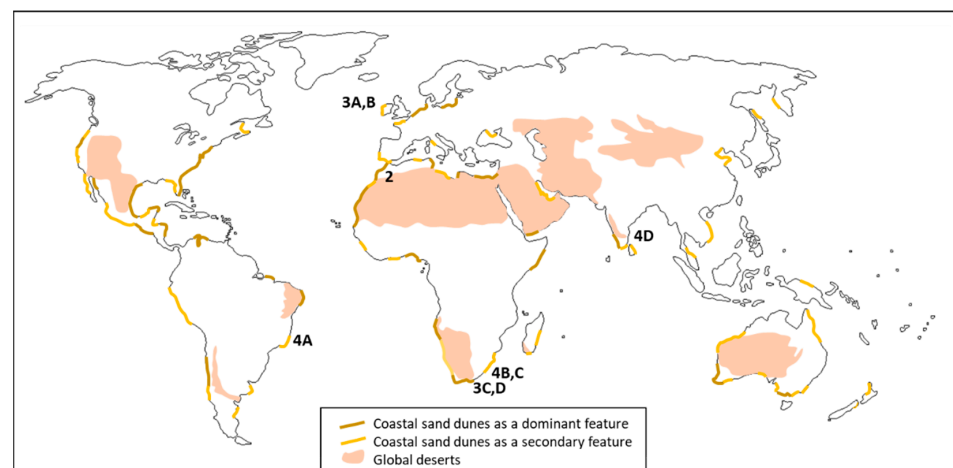 3A,B
2
4D
4A
4B,C
3C,D
Coastal sand dunes as a dominant feature
Coastal sand dunes as a secondary feature
Global deserts